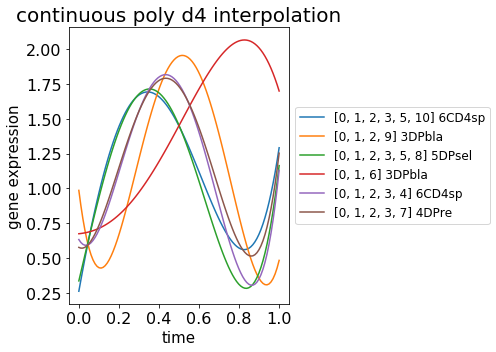 continuous poly d4 interpolation
gene expression
2.00
1.75
1.50
1.25
1.00
0.75
0.50
0.25
0.0 0.2 0.4 0.6 0.8 1.0
time
[0, 1, 2, 3, 5, 10] 6CD4sp
[0, 1, 2, 9] 3DPbla
[0, 1, 2, 3, 5, 8] 5DPsel
[0, 1, 6] 3DPbla
[0, 1, 2, 3, 4] 6CD4sp
[0, 1, 2, 3, 7] 4DPre